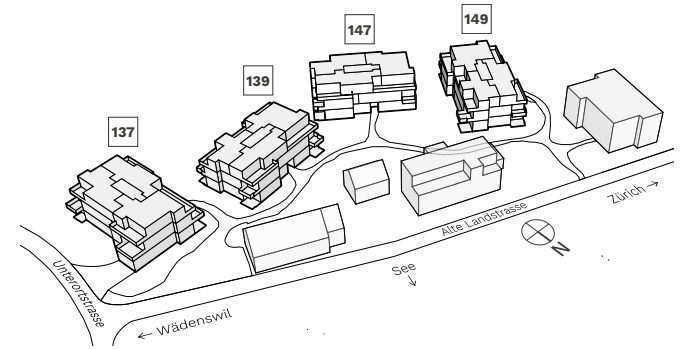 149
147
139
137
Zürich →
Alte Landstrasse
N
See
↓
Unterortstrasse
← Wädenswil